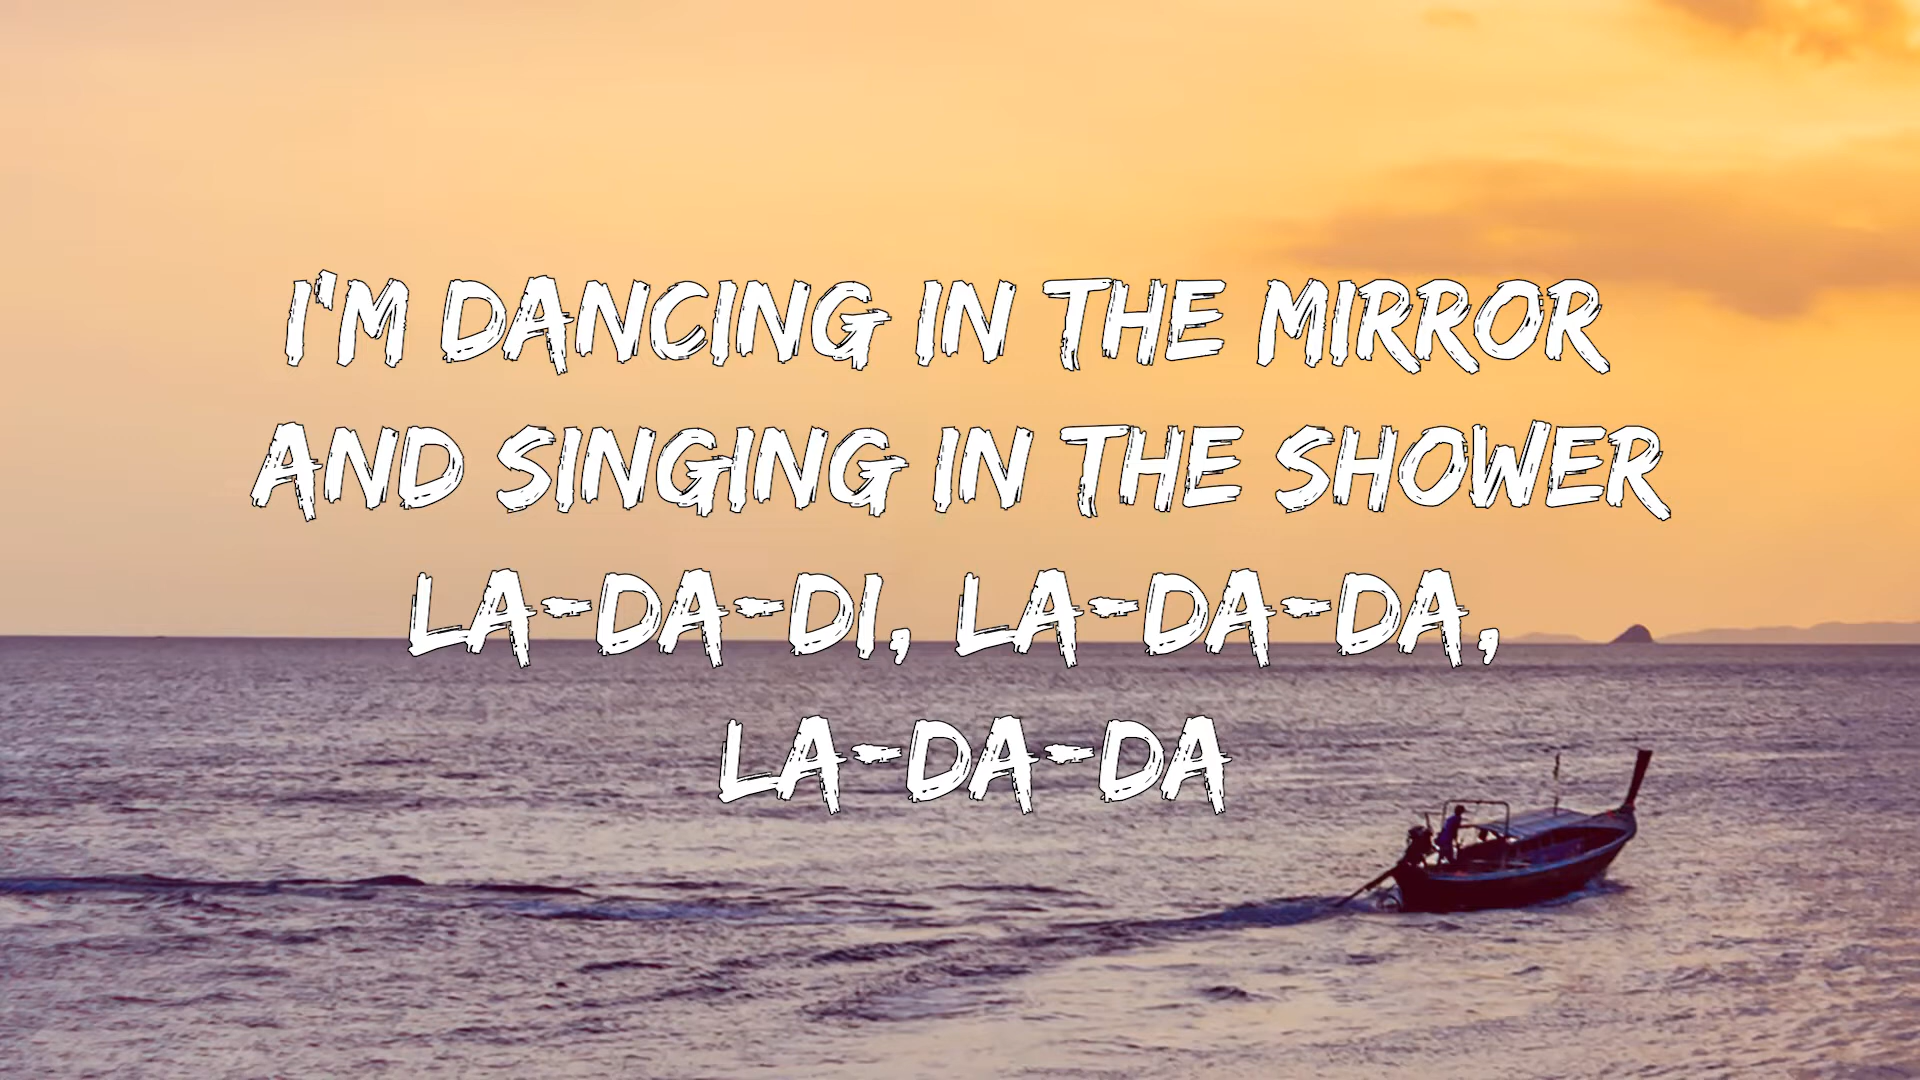 I'M DANCING IN THE MIRROR
AND SINGING IN THE SHOWER
LA-DA-DI, LA-DA-DA,
LA-DA-DA